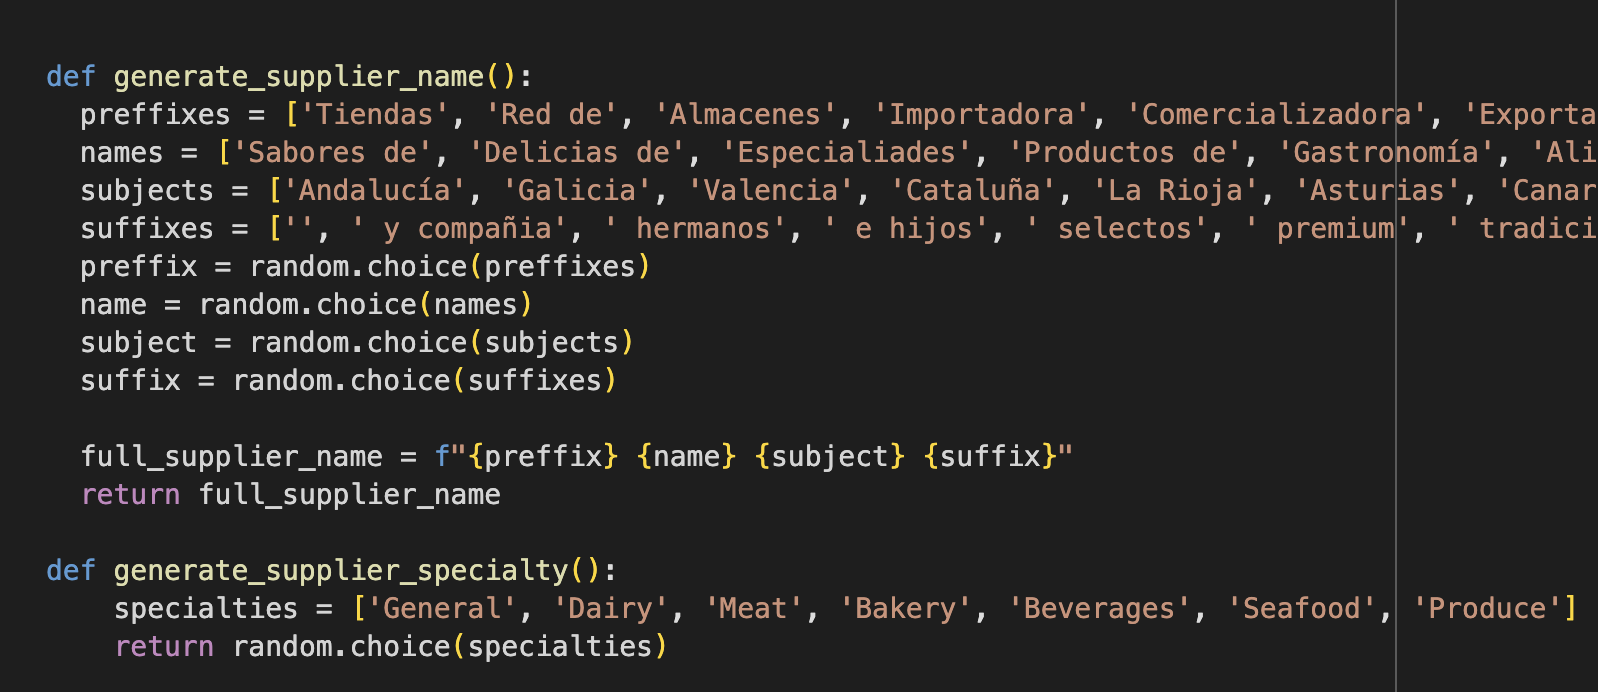 def generate_supplier_name():
  preffixes = ['Tiendas', 'Red de', 'Almacenes', 'Importadora', 'Comercializadora', 'Exporta
  names = ['Sabores de', 'Delicias de', 'Especialiades', 'Productos de', 'Gastronomía', 'Ali
  subjects = ['Andalucía', 'Galicia', 'Valencia', 'Cataluña', 'La Rioja', 'Asturias', 'Canar
  suffixes = ['', ' y compañia', ' hermanos', ' e hijos', ' selectos', ' premium', ' tradici
  preffix = random.choice(preffixes)
  name = random.choice(names)
  subject = random.choice(subjects)
  suffix = random.choice(suffixes)
  full_supplier_name = f"{preffix} {name} {subject} {suffix}"
  return full_supplier_name
def generate_supplier_specialty():
    specialties = ['General', 'Dairy', 'Meat', 'Bakery', 'Beverages', 'Seafood', 'Produce']
    return random.choice(specialties)